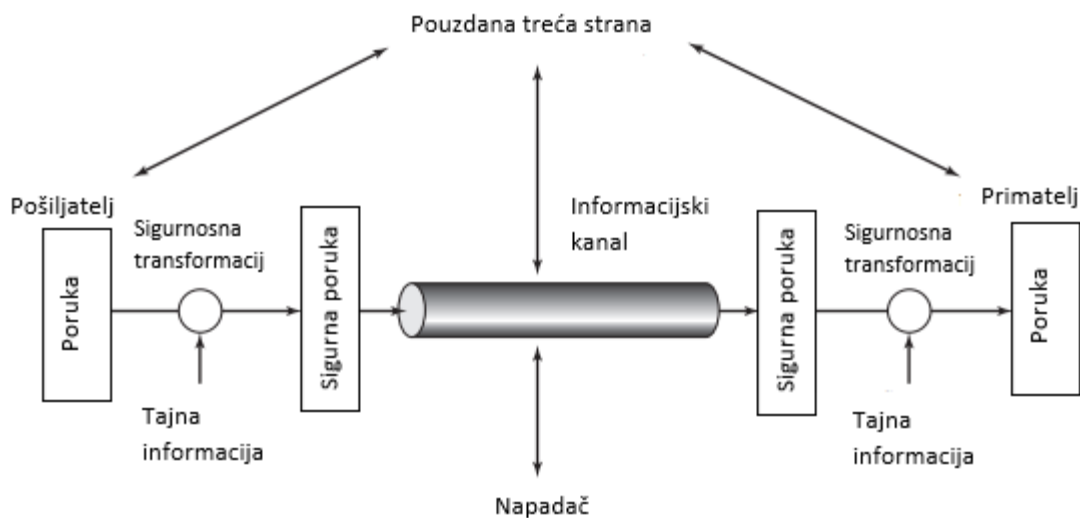 Pouzdana treća strana
Pošiljatelj
Sigurnosna
transformacij
Informacijski
kanal
Primatelj
Sigurnosna
transformacij
Poruka
Sigurna poruka
Sigurna poruka
Poruka
Tajna
informacija
Tajna
informacija
Napadač